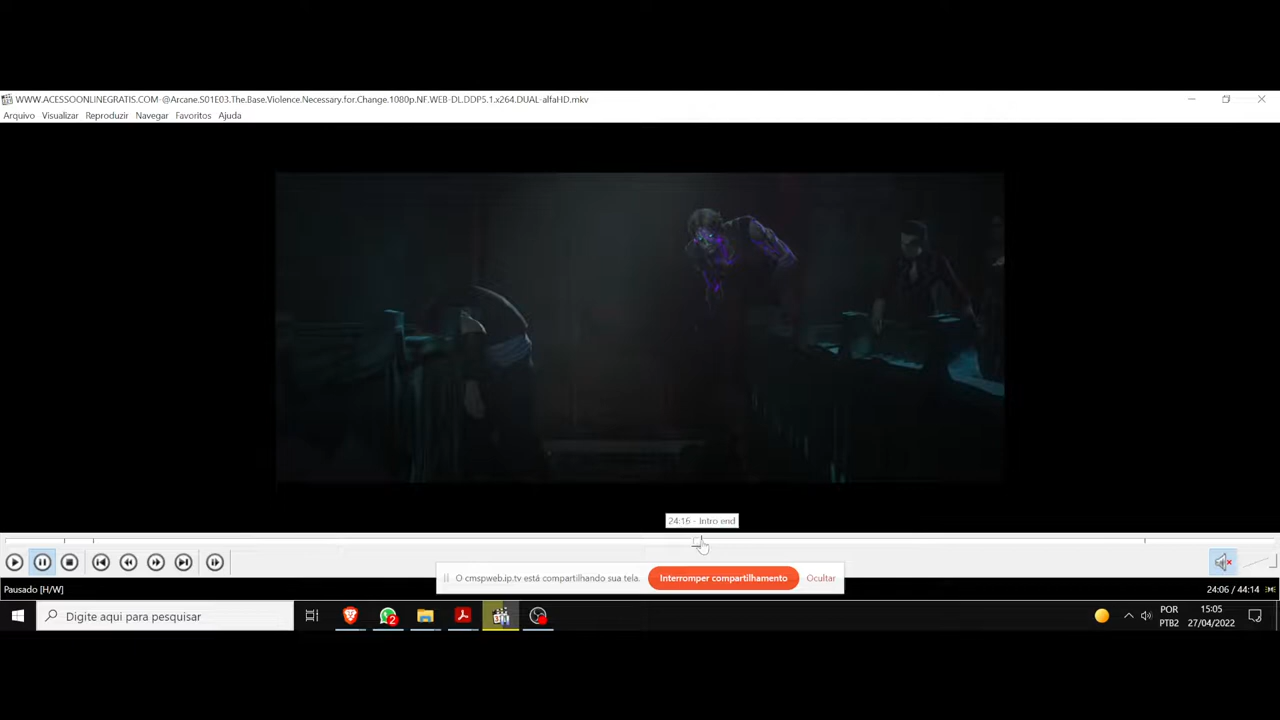 WWW.ACESSOONLINEGRATIS.COM-@Arcane.S01E03.The.Base.Violence.Necessary.for.Change.1080p.NF.WEB-DL.DDP5.1.x264.DUAL-alfaHD.mkv
Arquivo Visualizar Reproduzir Navegar Favoritos Ajuda
24:16 - Intro end
O cmspweb.ip.tv está compartilhando sua tela. Interromper compartilhamento Ocultar
Pausado [H/W] 24:06 / 44:14
Digite aqui para pesquisar
2
POR 15:05
PTB2 27/04/2022